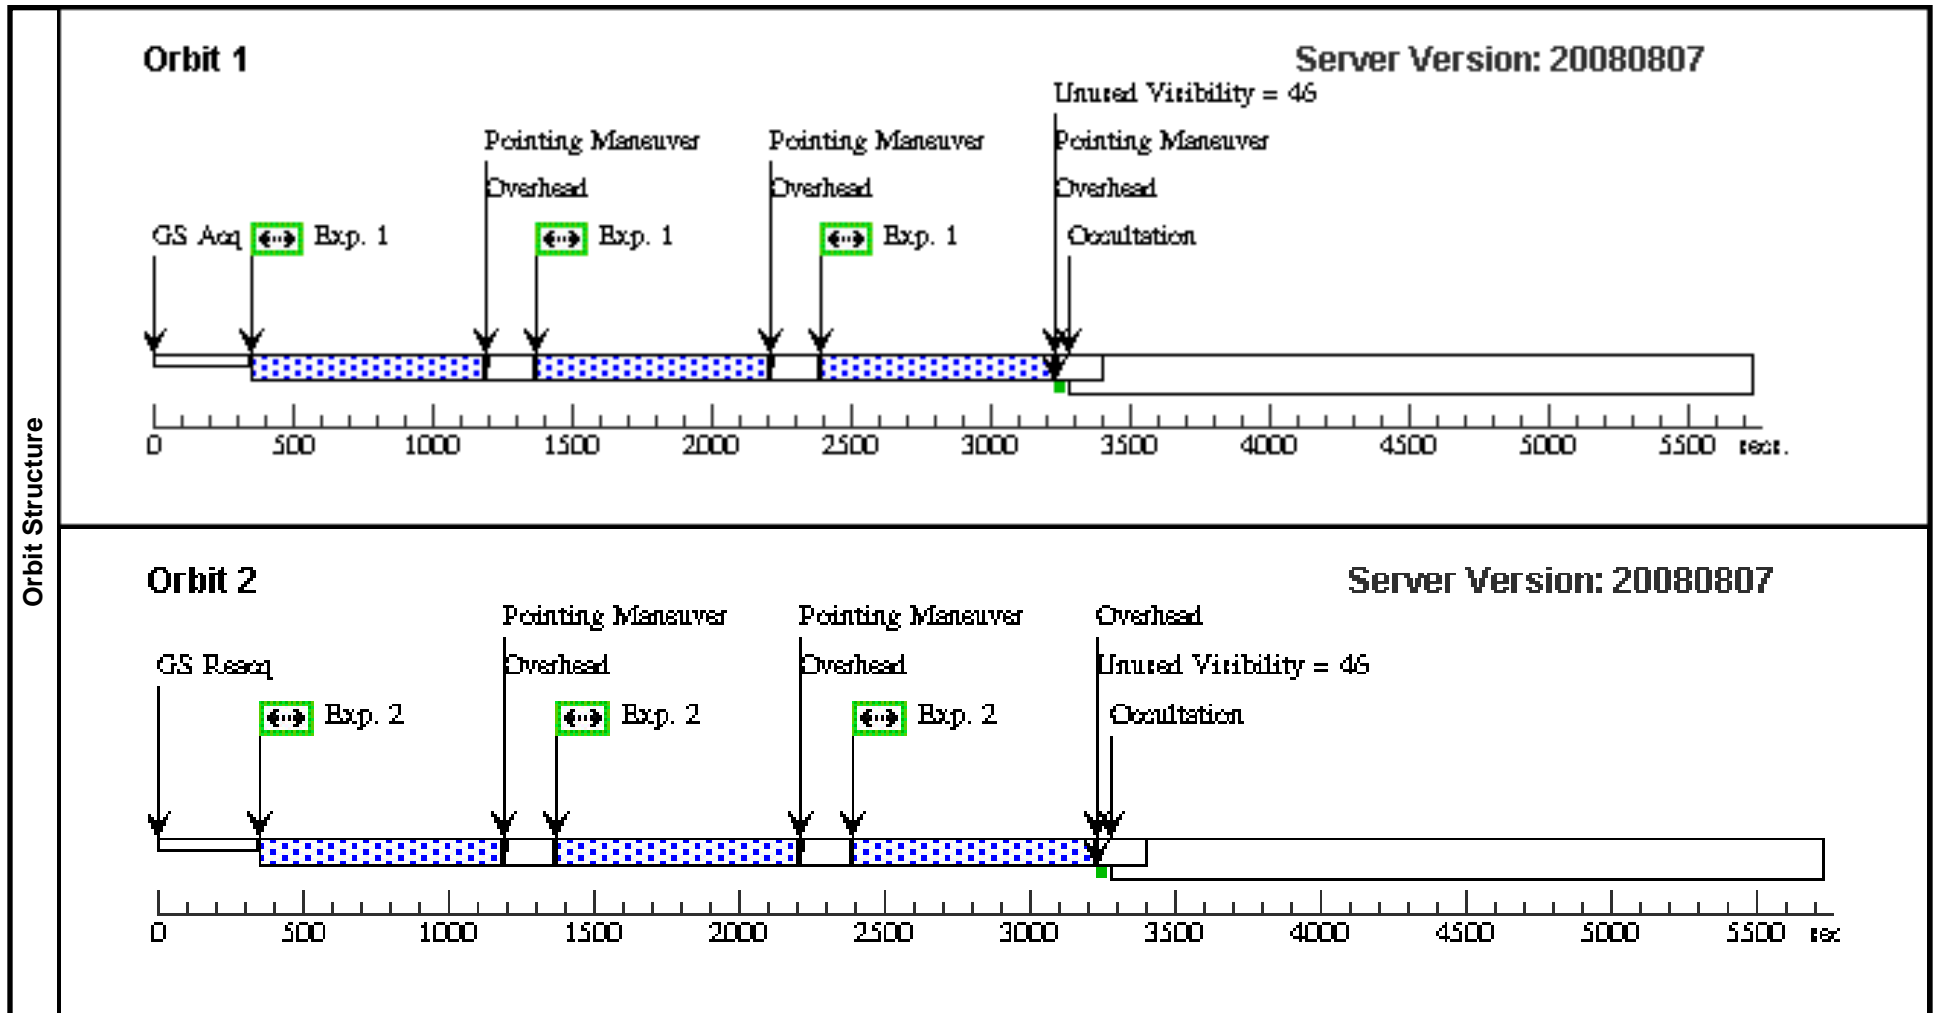 Orbit Structure
Orbit 1
Server Version: 20080807
Unused Visibility = 46
Pointing Maneuver Pointing Maneuver Pointing Maneuver
Overhead Overhead Overhead
GS Acq Exp. 1 Exp. 1 Exp. 1 Occultation
0 500 1000 1500 2000 2500 3000 3500 4000 4500 5000 5500 secs.
Orbit 2
Server Version: 20080807
Pointing Maneuver Pointing Maneuver Overhead
GS Reacq Overhead Overhead Unused Visibility = 46
Exp. 2 Exp. 2 Exp. 2 Occultation
0 500 1000 1500 2000 2500 3000 3500 4000 4500 5000 5500 sec